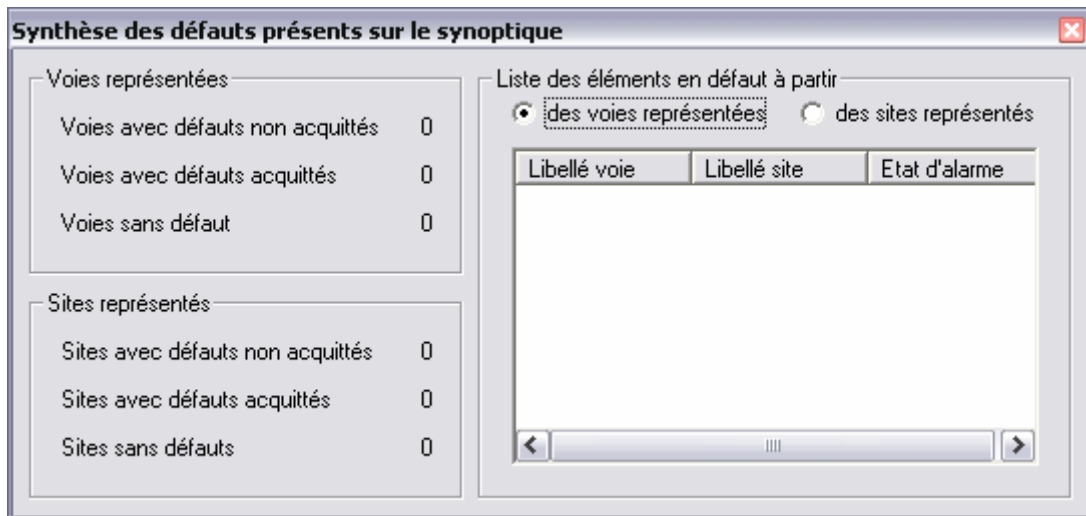 Synthèse des défauts présents sur le synoptique
Voies représentées
Voies avec défauts non acquittés 0
Voies avec défauts acquittés 0
Voies sans défaut 0
Sites représentés
Sites avec défauts non acquittés 0
Sites avec défauts acquittés 0
Sites sans défauts 0
Liste des éléments en défaut à partir
des voies représentées des sites représentés
Libellé voie Libellé site Etat d'alarme